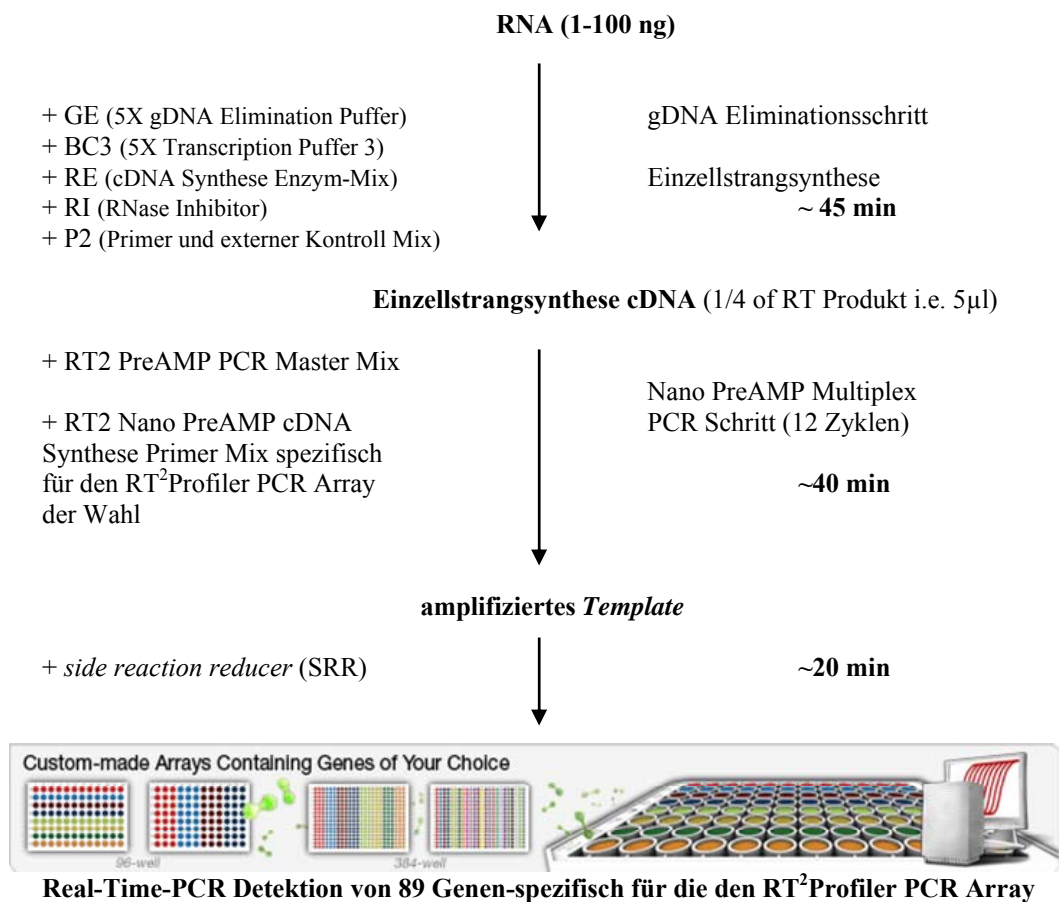 RNA (1-100 ng)
+ GE (5X gDNA Elimination Puffer)
+ BC3 (5X Transcription Puffer 3)
+ RE (cDNA Synthese Enzym-Mix)
+ RI (RNase Inhibitor)
+ P2 (Primer und externer Kontroll Mix)
gDNA Eliminationsschritt
Einzellstrangsynthese
~ 45 min
Einzellstrangsynthese cDNA (1/4 of RT Produkt i.e. 5µl)
+ RT2 PreAMP PCR Master Mix
+ RT2 Nano PreAMP cDNA
Synthese Primer Mix spezifisch
für den RT²Profiler PCR Array
der Wahl
Nano PreAMP Multiplex
PCR Schritt (12 Zyklen)
~40 min
amplifiziertes Template
+ side reaction reducer (SRR)
~20 min
Custom-made Arrays Containing Genes of Your Choice
96-well
384-well
Real-Time-PCR Detektion von 89 Genen-spezifisch für die den RT²Profiler PCR Array